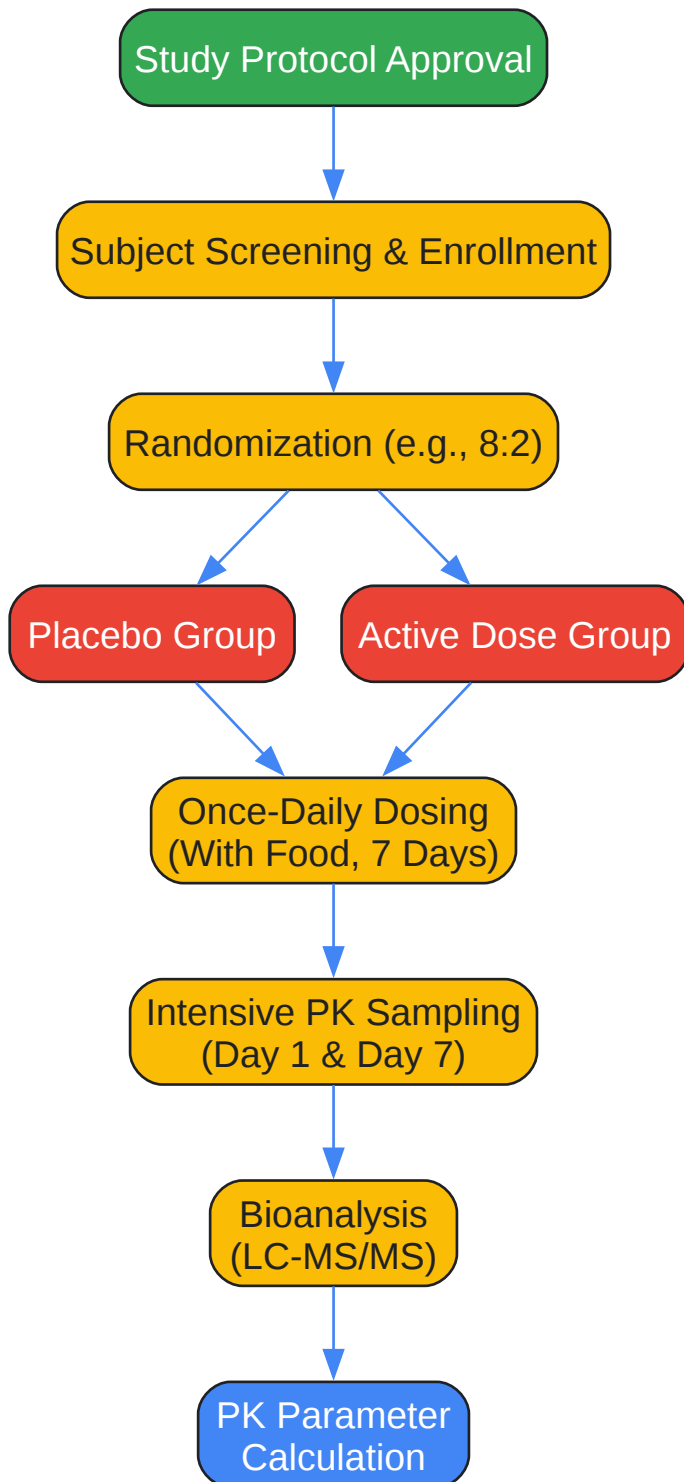 Study Protocol Approval
Subject Screening & Enrollment
Randomization (e.g., 8:2)
Placebo Group
Active Dose Group
Once-Daily Dosing
(With Food, 7 Days)
Intensive PK Sampling
(Day 1 & Day 7)
Bioanalysis
(LC-MS/MS)
PK Parameter
Calculation